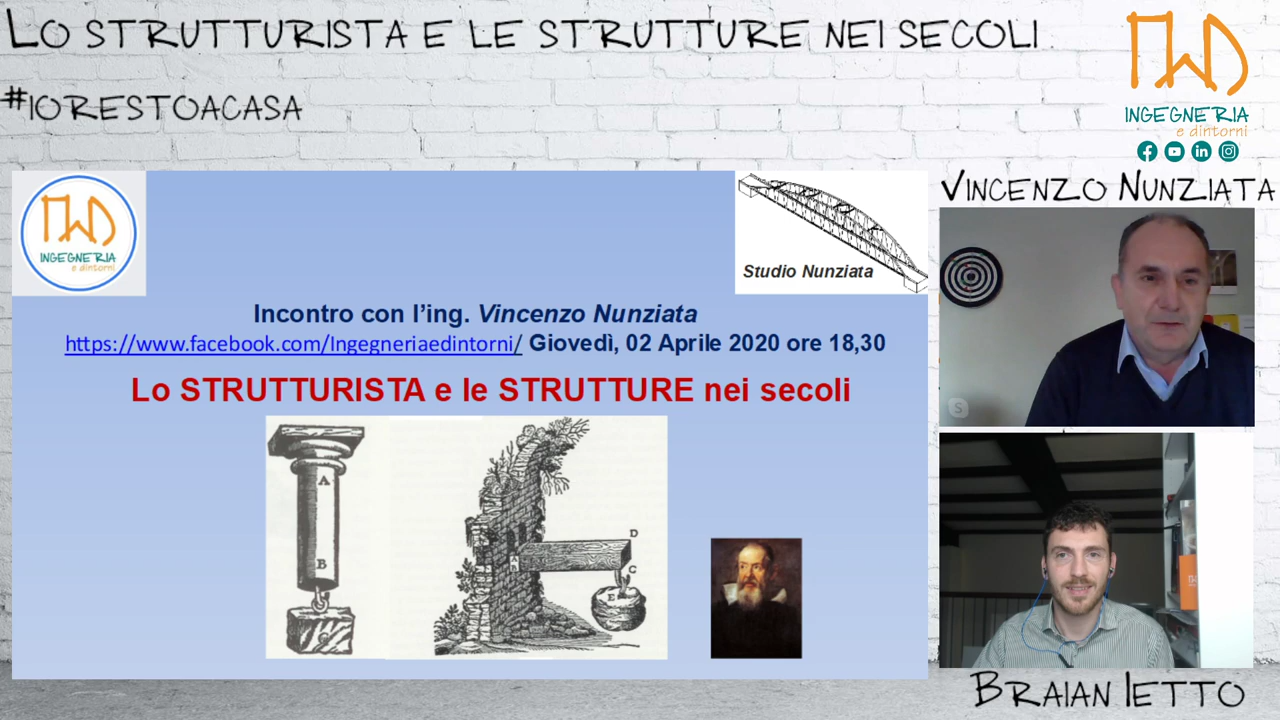 LO STRUTTURISTA E LE STRUTTURE NEI SECOLI
#IORESTOACASA
INGEGNERIA
e dintorni
VINCENZO NUNZIATA
INGEGNERIA
e dintorni
Studio Nunziata
Incontro con l'ing. Vincenzo Nunziata
https://www.facebook.com/Ingegneriaedintorni/ Giovedì, 02 Aprile 2020 ore 18,30
Lo STRUTTURISTA e le STRUTTURE nei secoli
A
B
C
A
B
D
C
E
S
BRAIAN IETTO